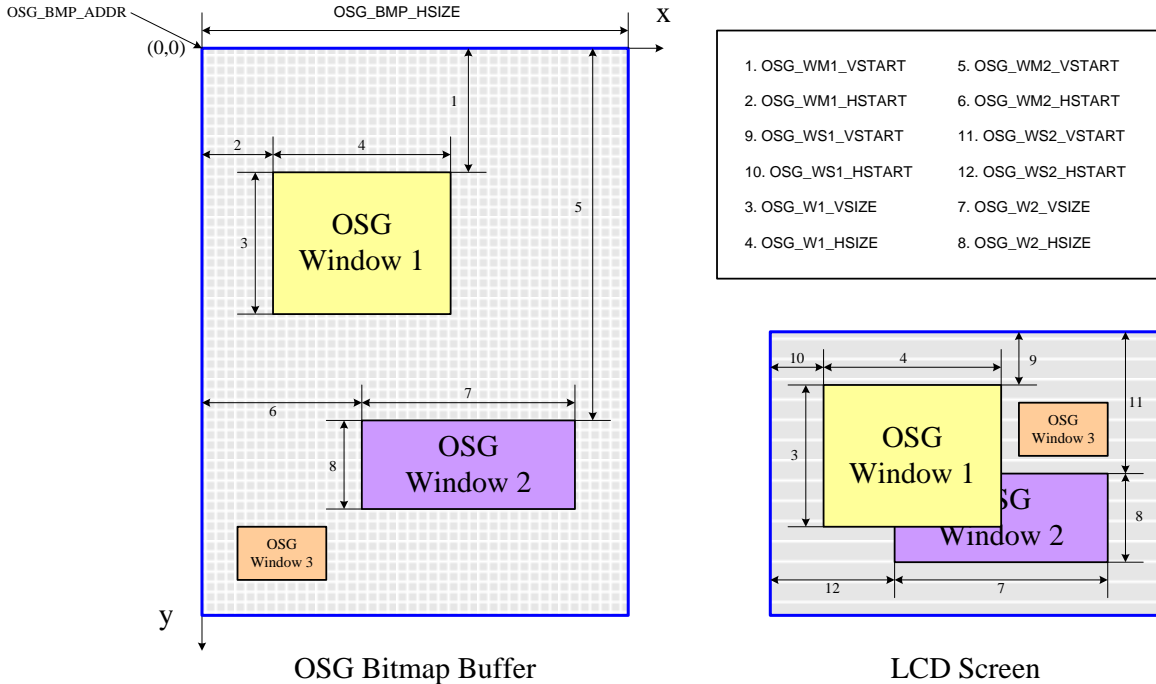 OSG_BMP_ADDR
OSG_BMP_HSIZE
x
(0,0)
1
2
4
5
3
OSG
Window 1
6
7
8
OSG
Window 2
OSG
Window 3
y
OSG Bitmap Buffer
1. OSG_WM1_VSTART
5. OSG_WM2_VSTART
2. OSG_WM1_HSTART
6. OSG_WM2_HSTART
9. OSG_WS1_VSTART
11. OSG_WS2_VSTART
10. OSG_WS1_HSTART
12. OSG_WS2_HSTART
3. OSG_W1_VSIZE
7. OSG_W2_VSIZE
4. OSG_W1_HSIZE
8. OSG_W2_HSIZE
10
4
9
11
3
OSG
Window 1
OSG
Window 3
SG
Window 2
8
12
7
LCD Screen